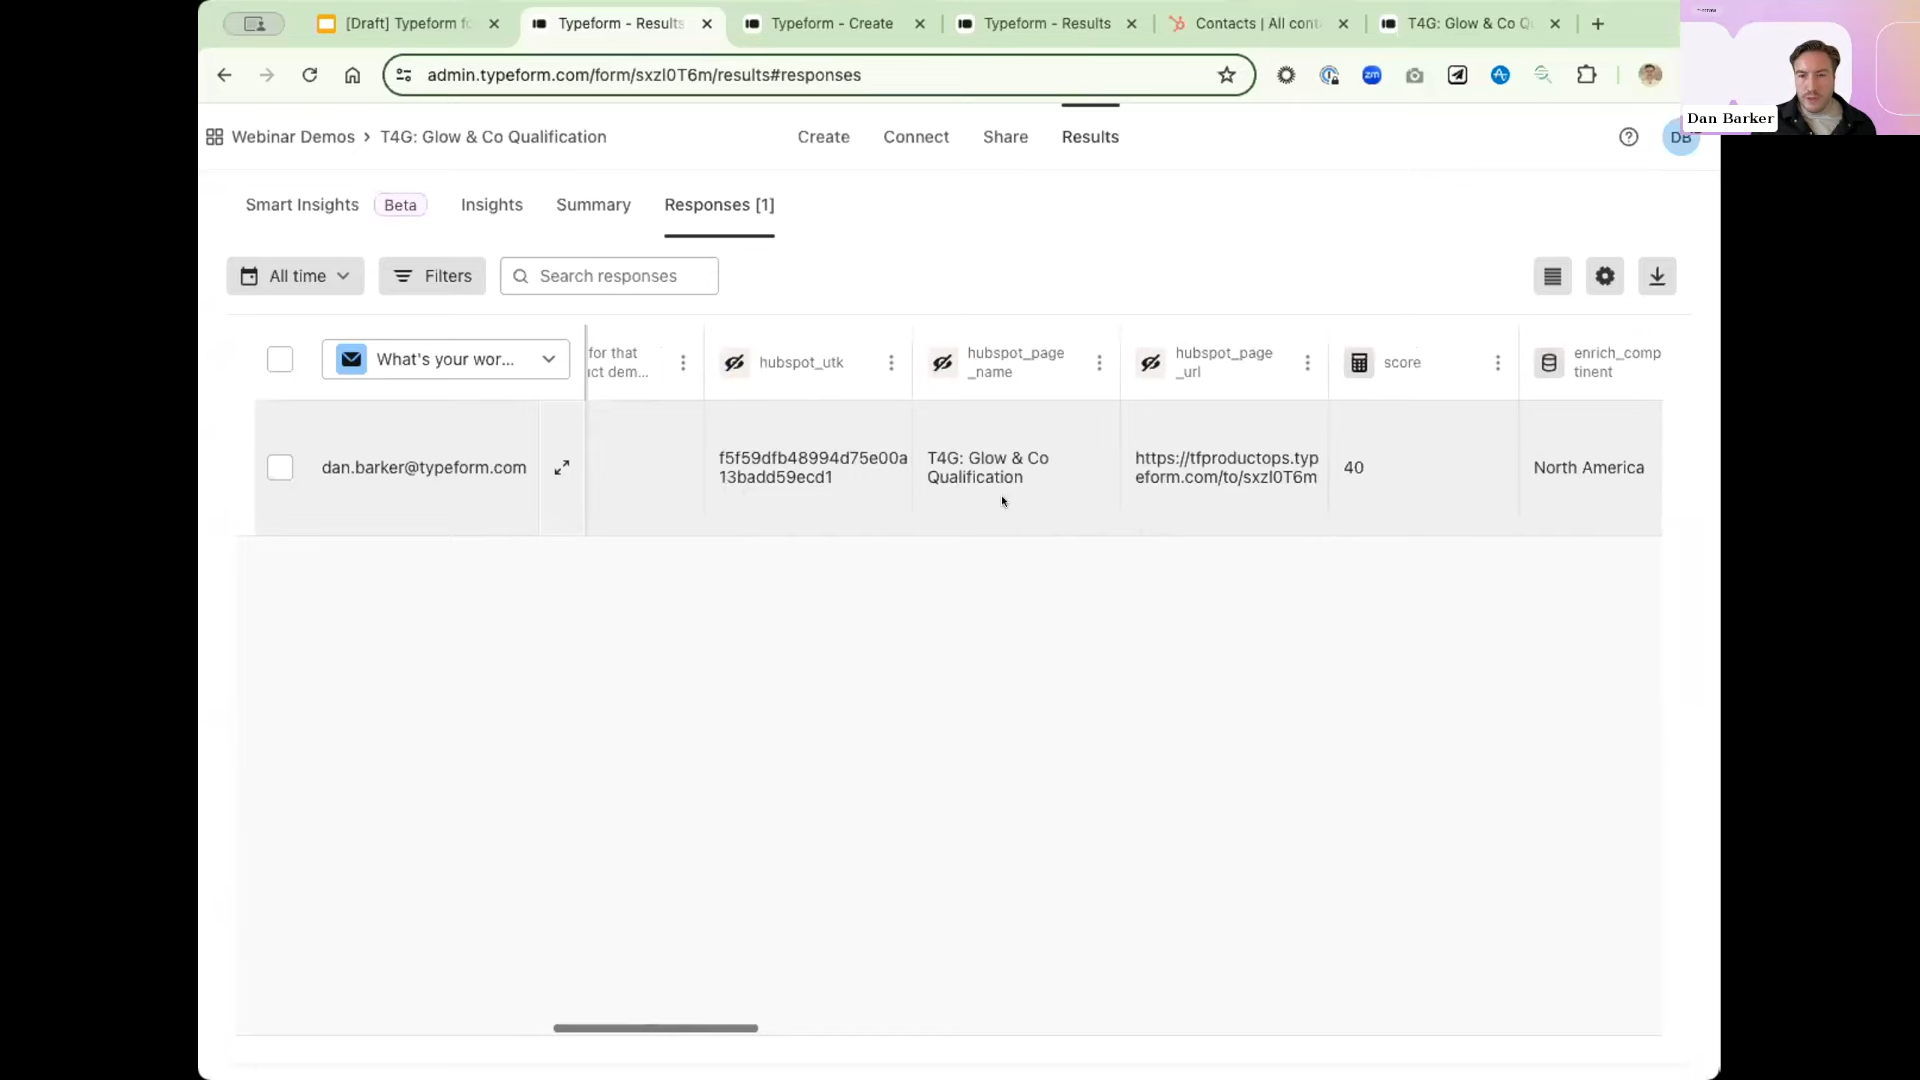 [Draft] Typeform fo
Typeform - Results
Typeform - Create
Typeform - Results
Contacts | All cont
T4G: Glow & Co Q
admin.typeform.com/form/sxzl0T6m/results#responses
zm
Dan Barker
Webinar Demos > T4G: Glow & Co Qualification
Create
Connect
Share
Results
DB
Smart Insights
Beta
Insights
Summary
Responses [1]
All time
Filters
Search responses
What's your wor...
for that
ict dem...
hubspot_utk
hubspot_page
_name
hubspot_page
_url
score
enrich_comp
tinent
dan.barker@typeform.com
f5f59dfb48994d75e00a
13badd59ecd1
T4G: Glow & Co
Qualification
https://tfproductops.typ
eform.com/to/sxzl0T6m
40
North America